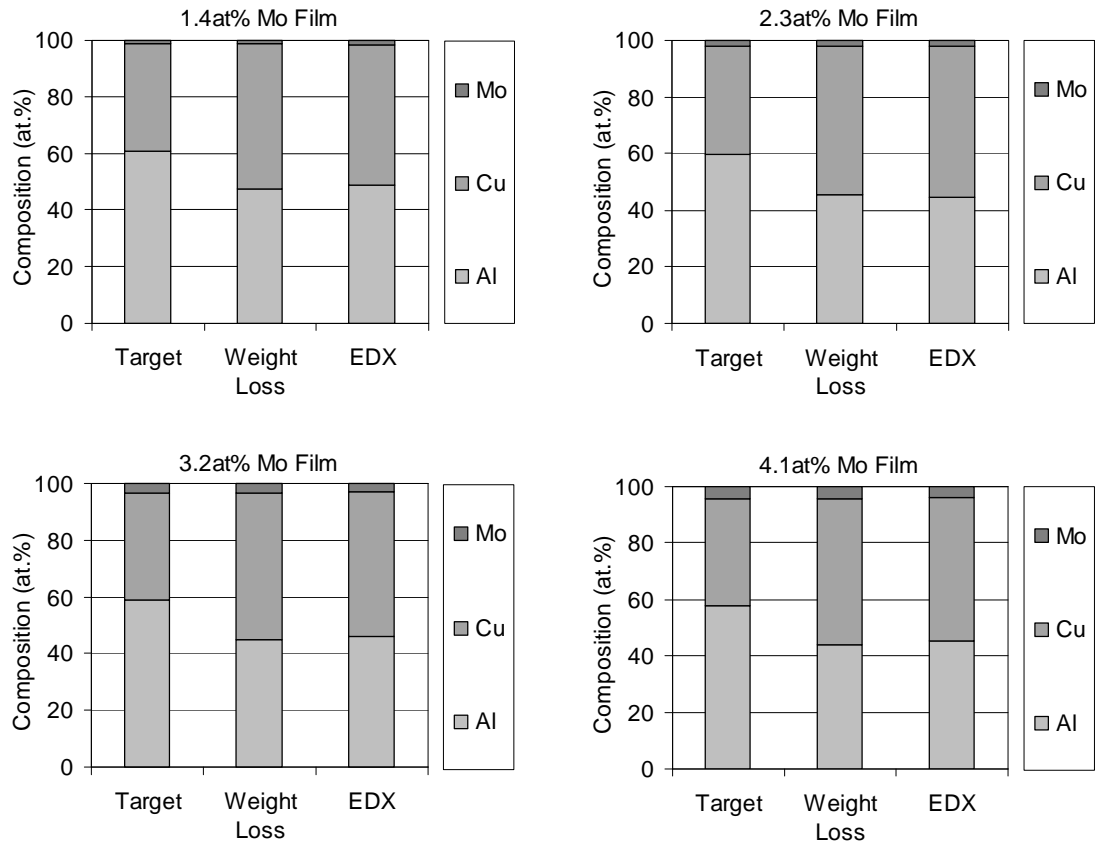 1.4at% Mo Film
100
80
60
40
20
0
Composition (at.%)
Target
Weight
Loss
EDX
Mo
Cu
Al
2.3at% Mo Film
100
80
60
40
20
0
Composition (at.%)
Target
Weight
Loss
EDX
Mo
Cu
Al
3.2at% Mo Film
100
80
60
40
20
0
Composition (at.%)
Target
Weight
Loss
EDX
Mo
Cu
Al
4.1at% Mo Film
100
80
60
40
20
0
Composition (at.%)
Target
Weight
Loss
EDX
Mo
Cu
Al